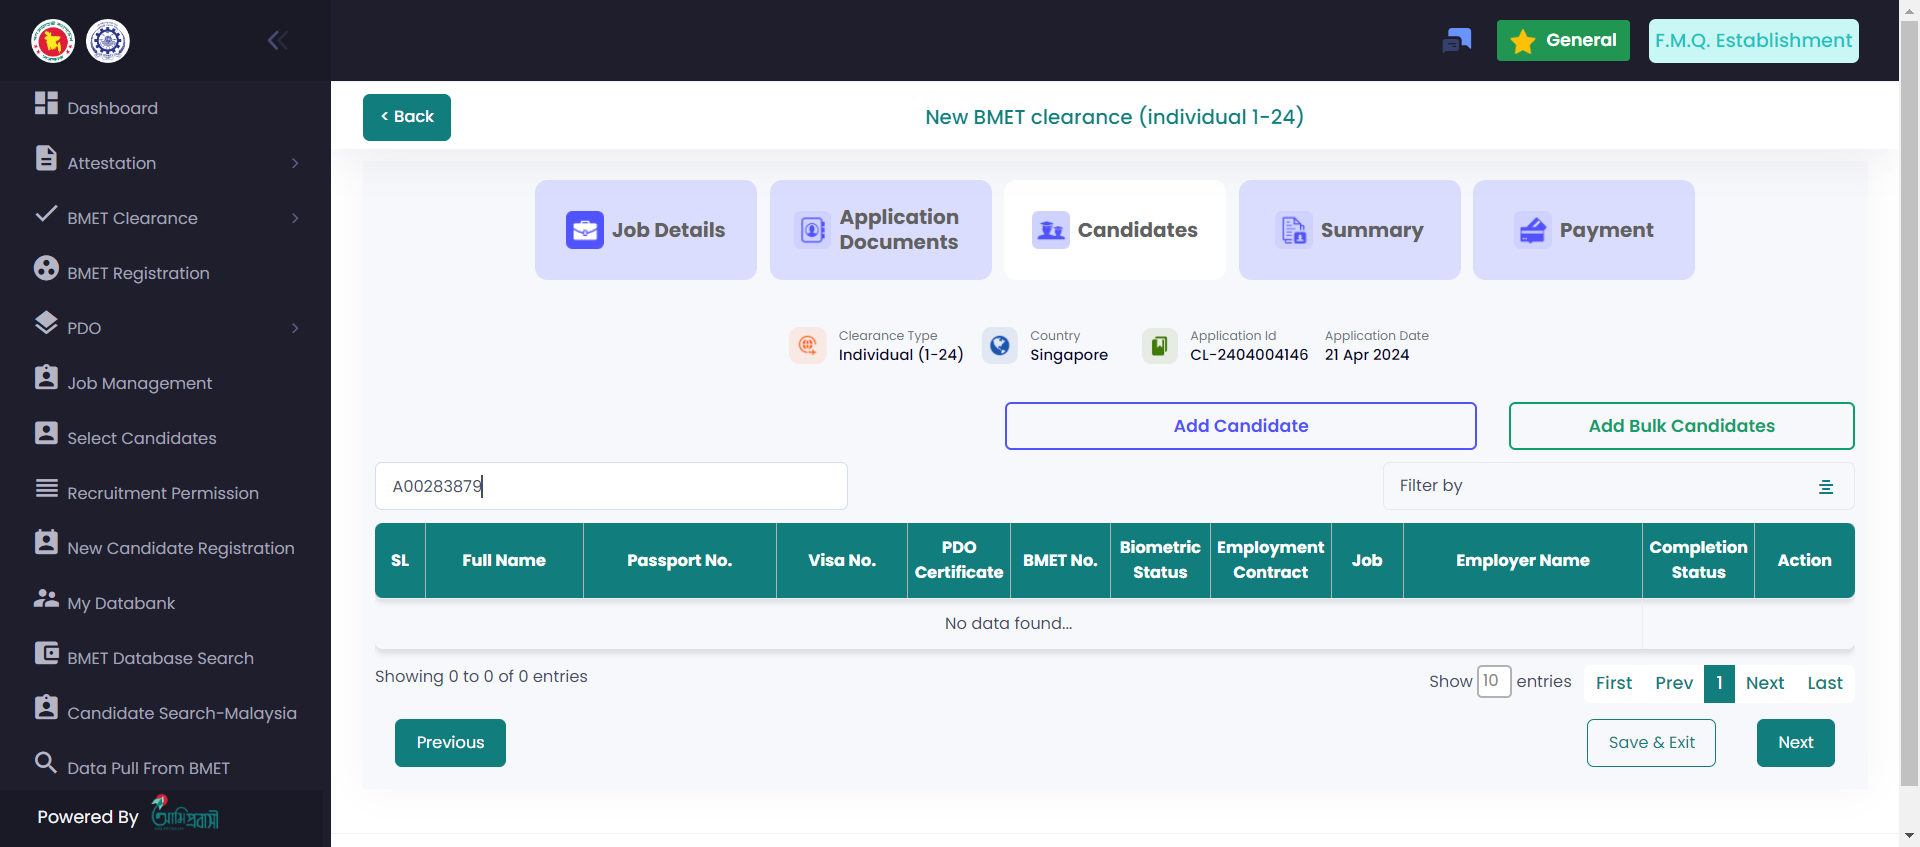 General
F.M.Q. Establishment
Dashboard
Attestation
BMET Clearance
BMET Registration
PDO
Job Management
Select Candidates
Recruitment Permission
New Candidate Registration
My Databank
BMET Database Search
Candidate Search-Malaysia
Data Pull From BMET
Powered By
আমি প্রবাসী
< Back
New BMET clearance (individual 1-24)
Job Details
Application
Documents
Candidates
Summary
Payment
Clearance Type
Individual (1-24)
Country
Singapore
Application Id
CL-2404004146
Application Date
21 Apr 2024
Add Candidate
Add Bulk Candidates
A00283879
Filter by
SL
Full Name
Passport No.
Visa No.
PDO
Certificate
BMET No.
Biometric
Status
Employment
Contract
Job
Employer Name
Completion
Status
Action
No data found...
Showing 0 to 0 of 0 entries
Show 10 entries
First Prev 1 Next Last
Previous
Save & Exit
Next